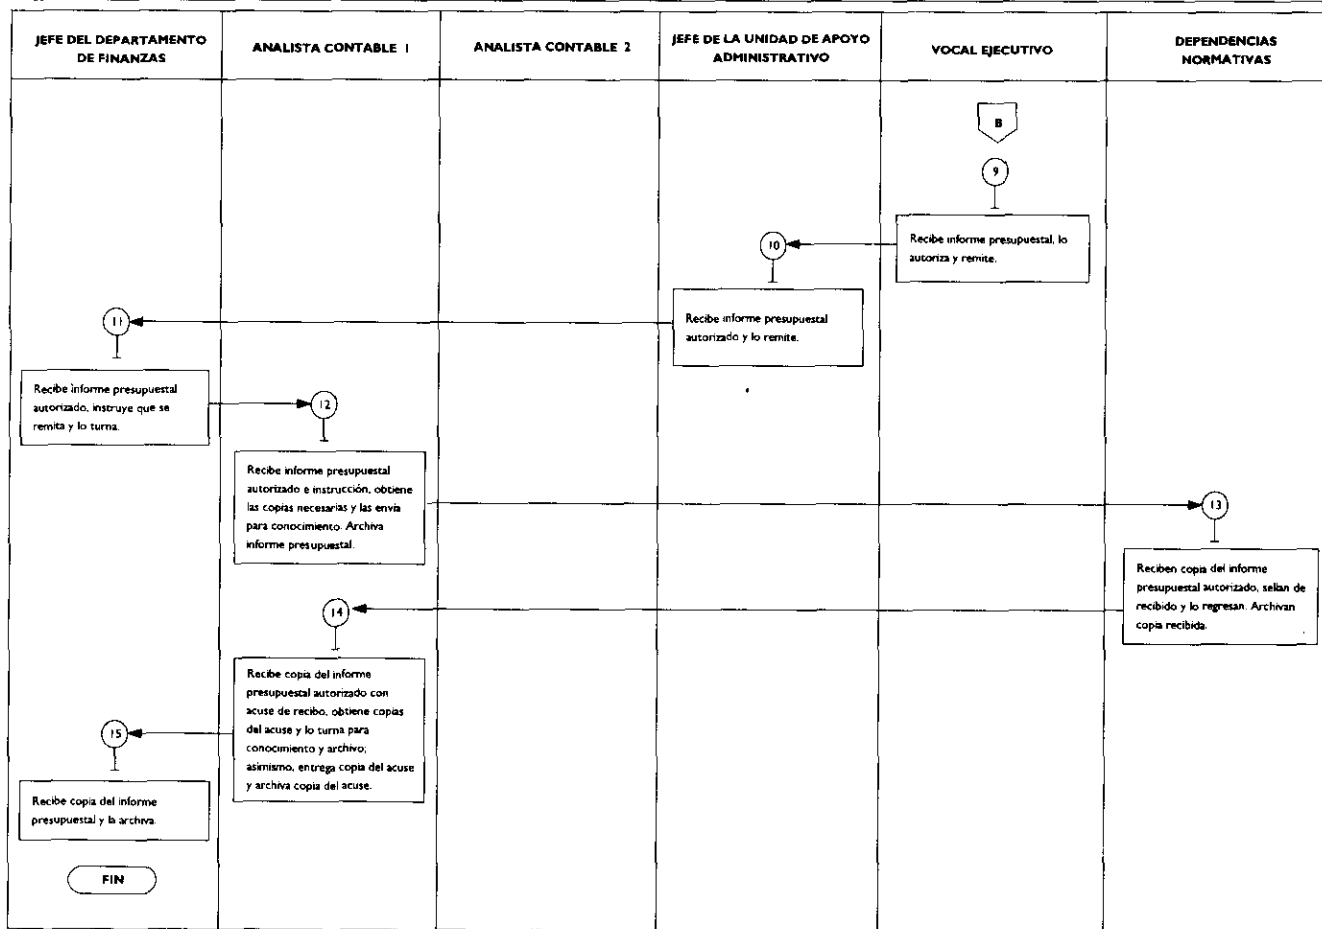 JEFE DEL DEPARTAMENTO
DE FINANZAS
ANALISTA CONTABLE 1
ANALISTA CONTABLE 2
JEFE DE LA UNIDAD DE APOYO
ADMINISTRATIVO
VOCAL EJECUTIVO
DEPENDENCIAS
NORMATIVAS
B
9
Recibe informe presupuestal, lo
autoriza y remite.
10
Recibe informe presupuestal
autorizado y lo remite.
11
Recibe informe presupuestal
autorizado, instruye que se
remita y lo turna.
12
Recibe informe presupuestal
autorizado e instrucción, obtiene
las copias necesarias y las envía
para conocimiento. Archiva
informe presupuestal.
13
Reciben copia del informe
presupuestal autorizado, sellan de
recibido y lo regresan. Archivan
copia recibida.
14
Recibe copia del informe
presupuestal autorizado con
acuse de recibo, obtiene copias
del acuse y lo turna para
conocimiento y archivo;
asimismo, entrega copia del acuse
y archiva copia del acuse.
15
Recibe copia del informe
presupuestal y la archiva.
FIN